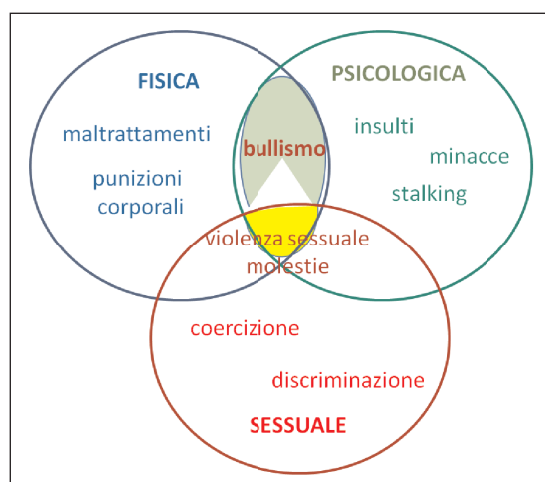 FISICA
PSICOLOGICA
maltrattamenti
insulti
bullismo
minacce
punizioni
corporali
stalking
violenza sessuale
molestie
coercizione
discriminazione
SESSUALE